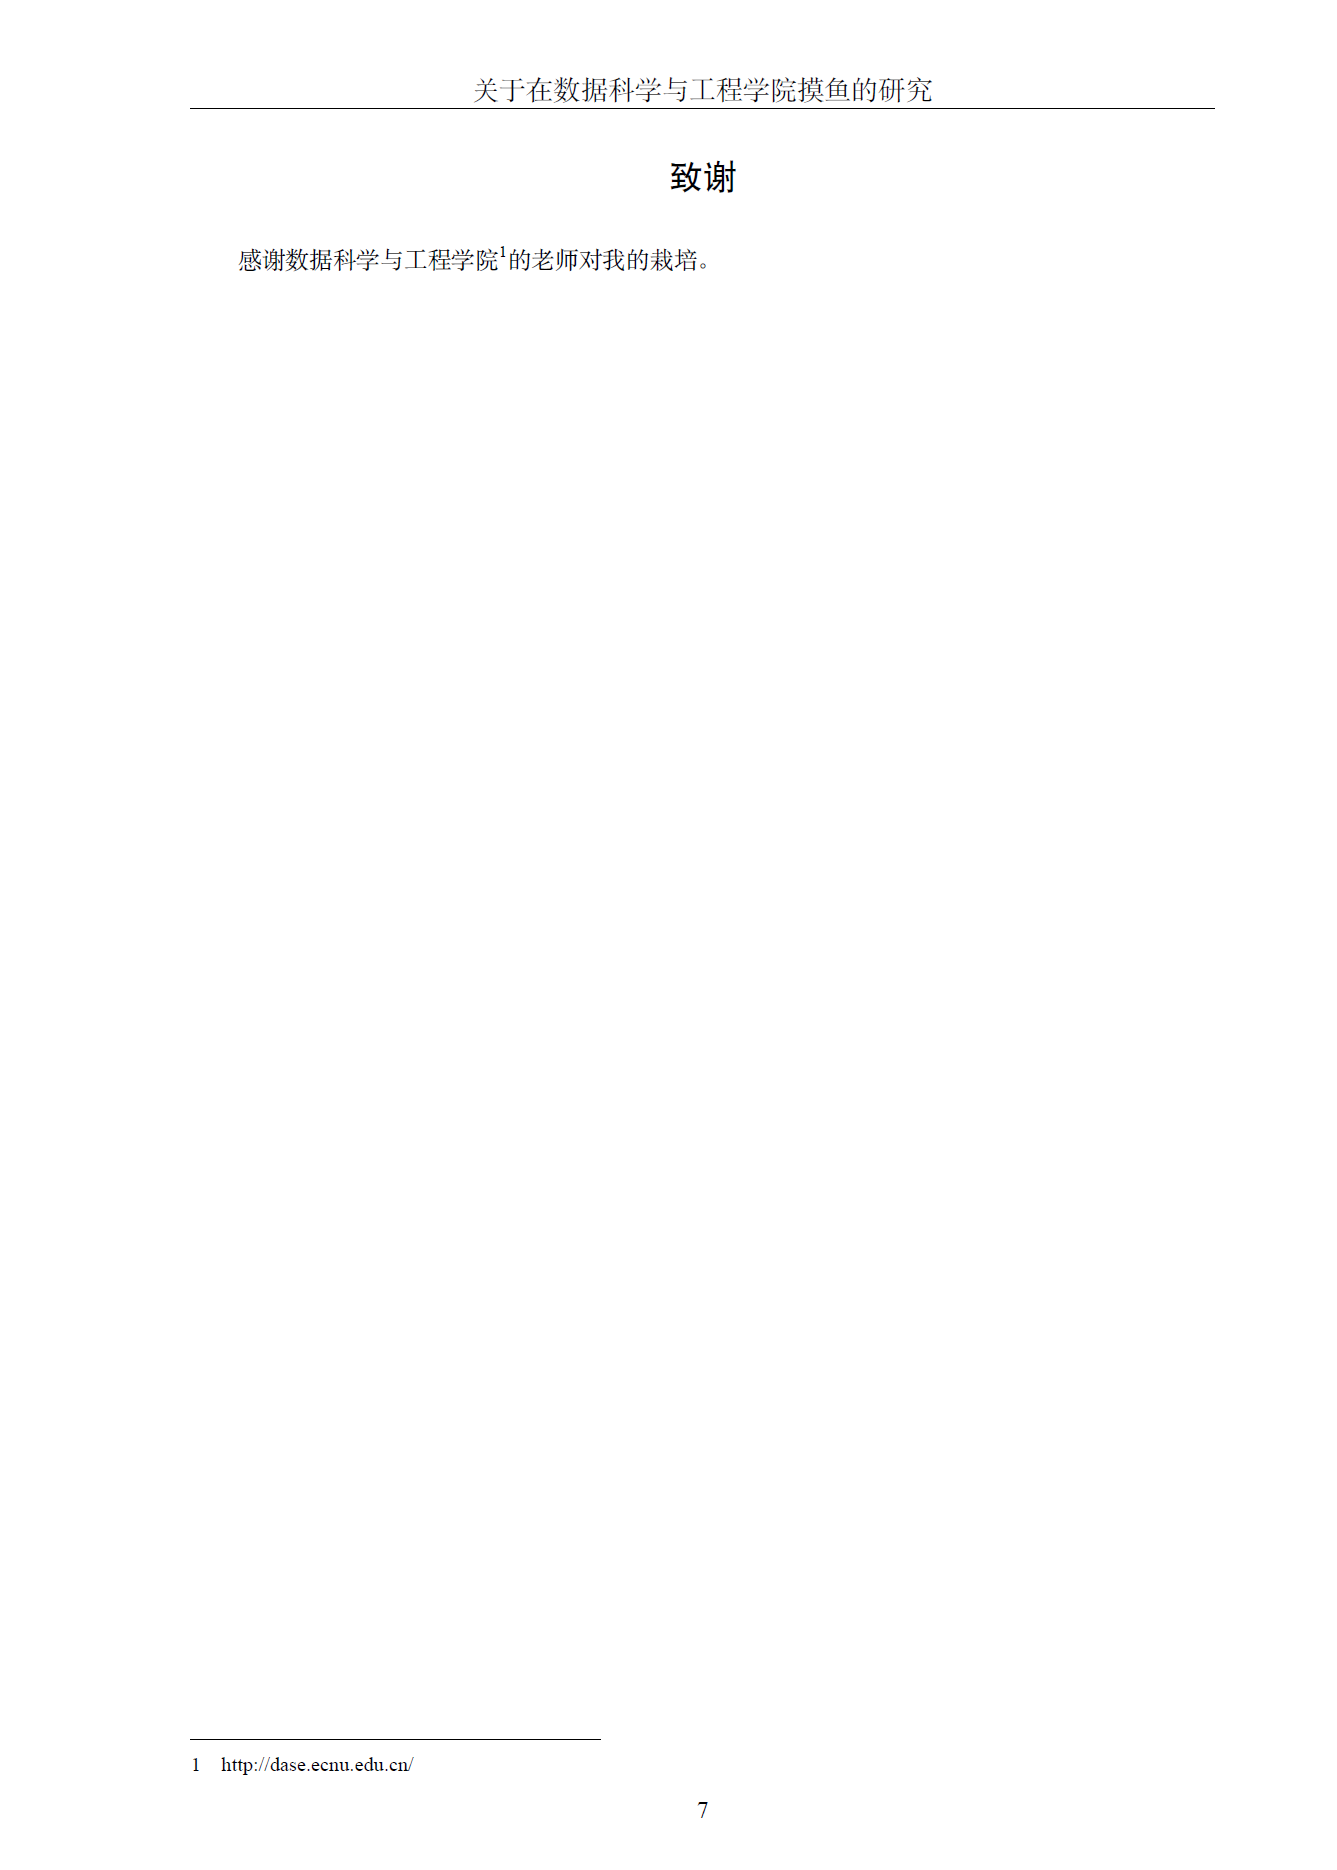 关于在数据科学与工程学院摸鱼的研究
致谢
感谢数据科学与工程学院1的老师对我的栽培。
1 http://dase.ecnu.edu.cn/
7